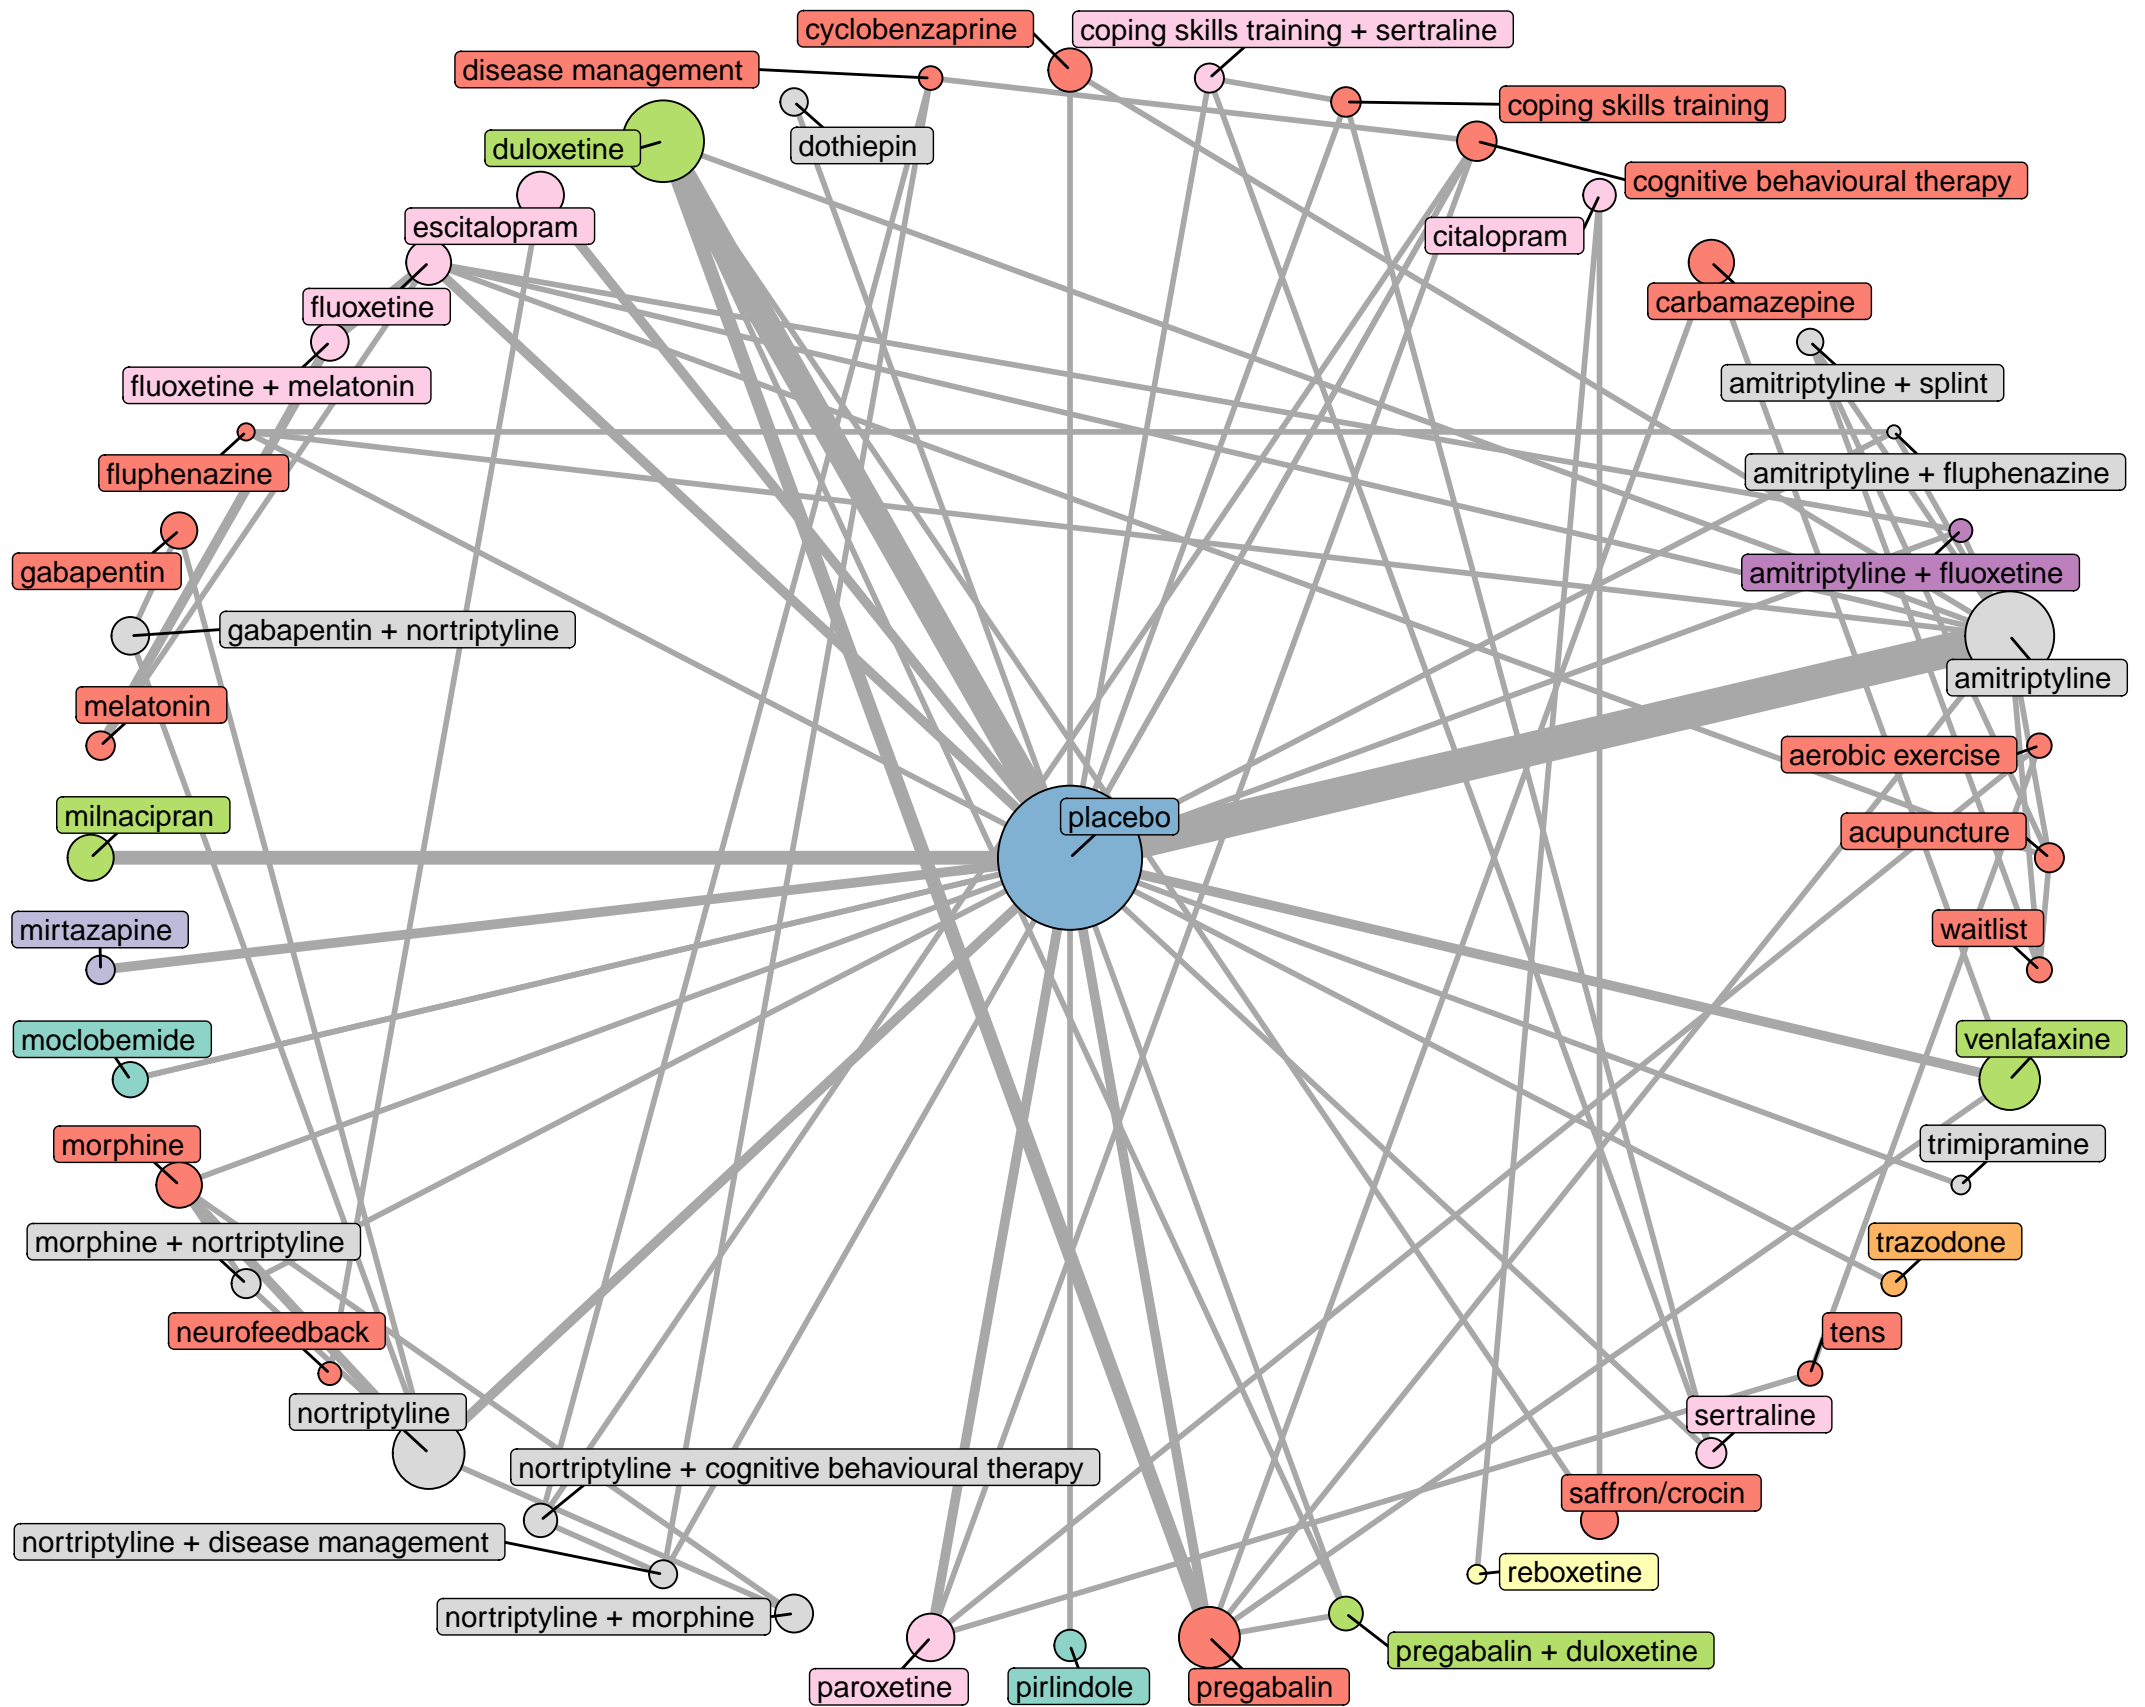 cyclobenzaprine
coping skills training + sertraline
disease management
coping skills training
duloxetine
dothiepin
cognitive behavioural therapy
escitalopram
citalopram
fluoxetine
carbamazepine
fluoxetine + melatonin
amitriptyline + splint
fluphenazine
amitriptyline + fluphenazine
gabapentin
amitriptyline + fluoxetine
gabapentin + nortriptyline
amitriptyline
melatonin
aerobic exercise
milnacipran
placebo
acupuncture
mirtazapine
waitlist
moclobemide
venlafaxine
morphine
trimipramine
morphine + nortriptyline
trazodone
neurofeedback
tens
nortriptyline
sertraline
nortriptyline + cognitive behavioural therapy
saffron/crocin
nortriptyline + disease management
reboxetine
nortriptyline + morphine
pregabalin + duloxetine
paroxetine
pirlindole
pregabalin